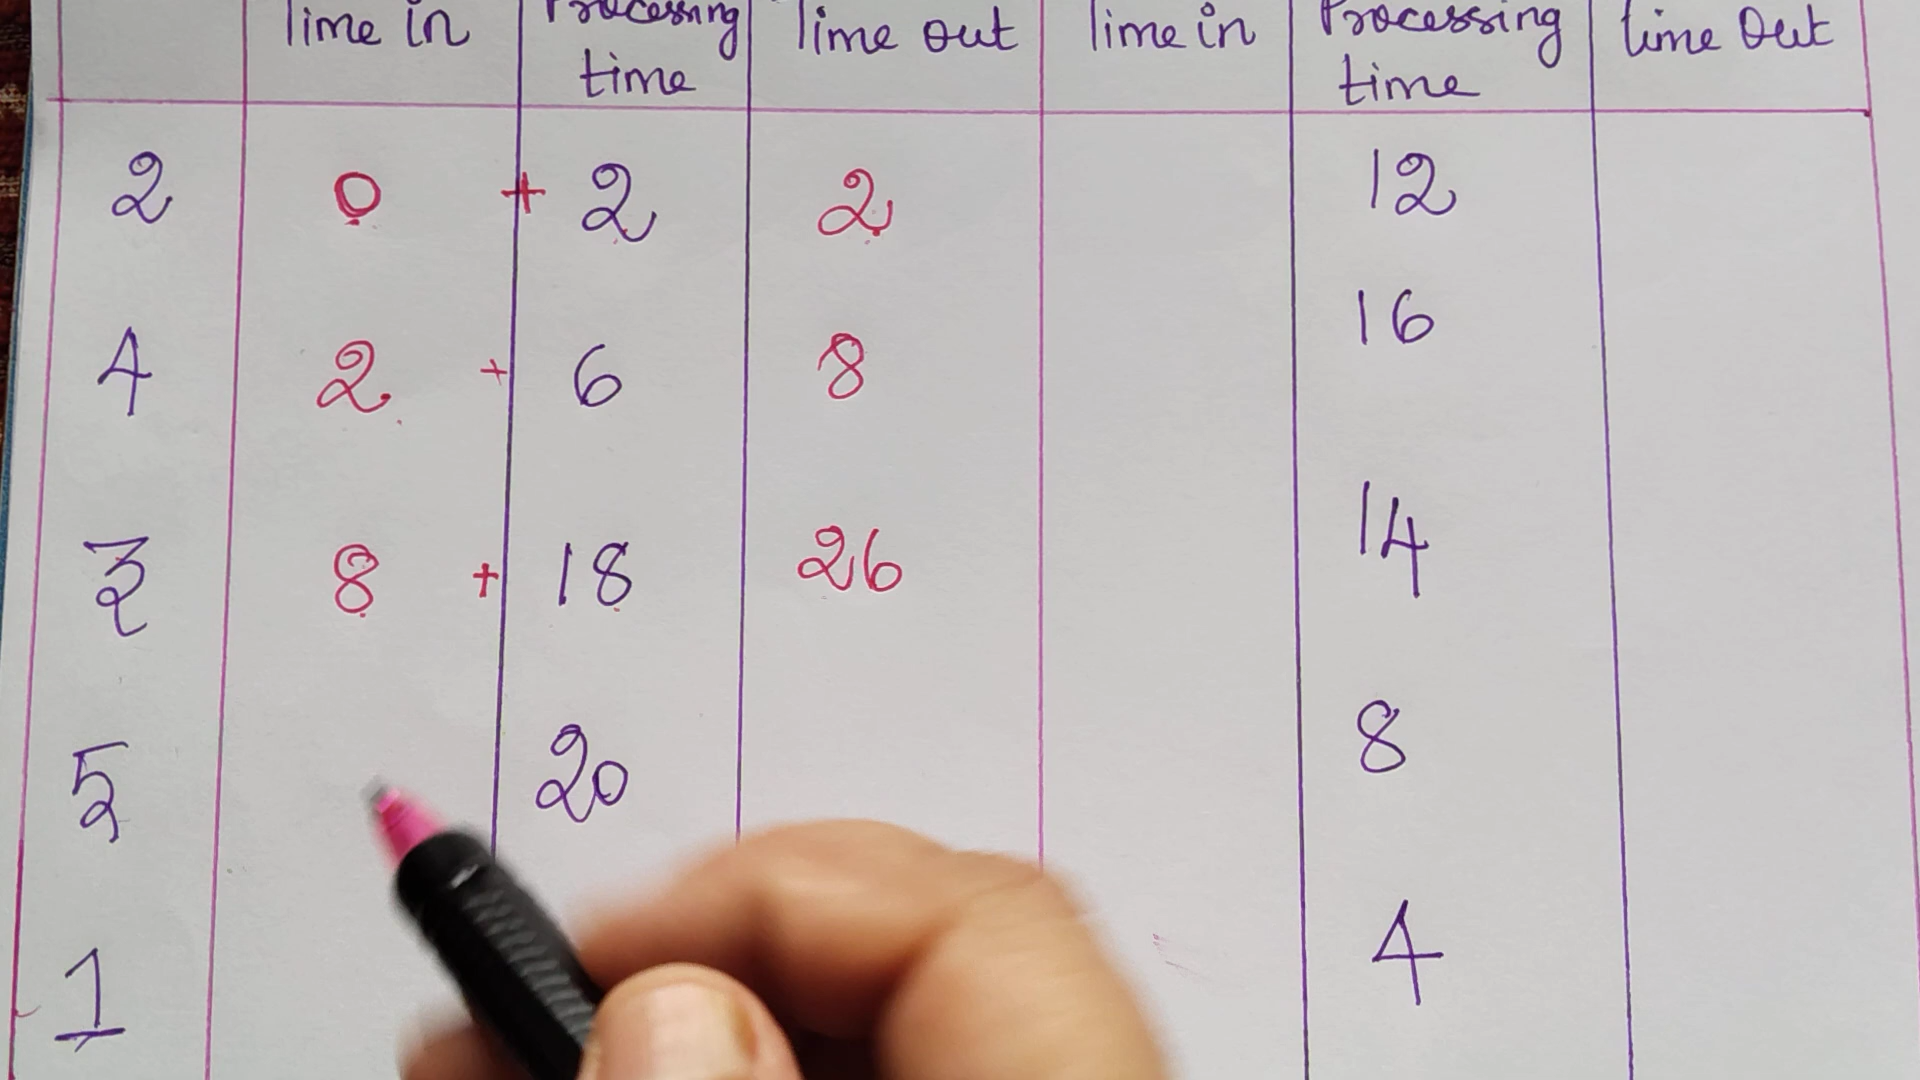 Time in Processing time Time out Time in Processing time Time Out
2 0 + 2 2 12
4 2 + 6 8 16
3 8 + 18 26 14
5 20 8
1 4